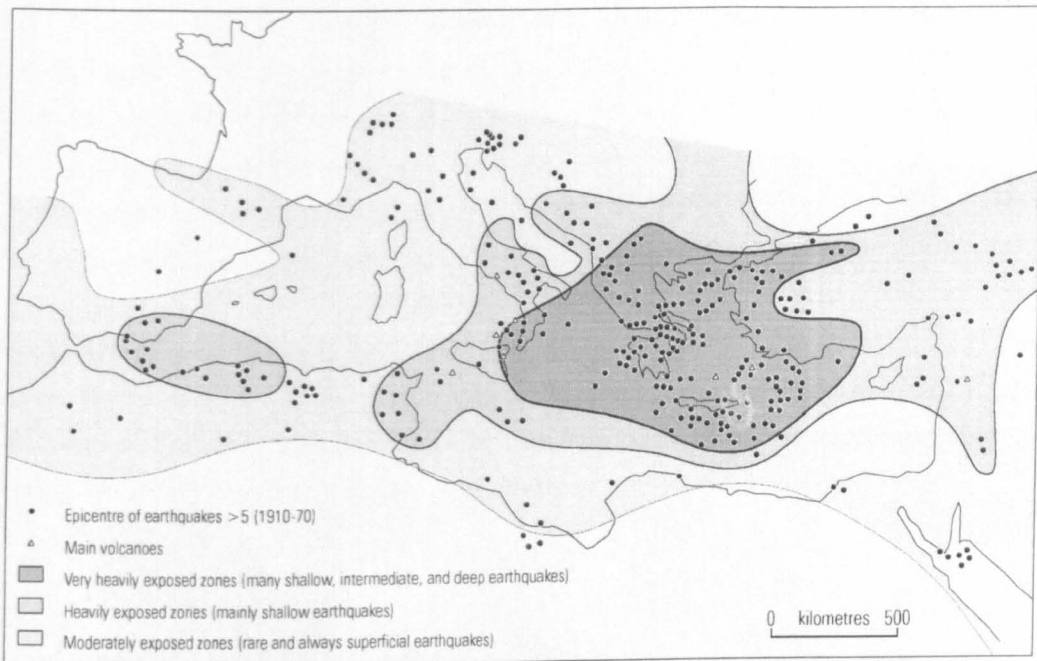 Epicentre of earthquakes >5 (1910-70)
Main volcanoes
Very heavily exposed zones (many shallow, intermediate, and deep earthquakes)
Heavily exposed zones (mainly shallow earthquakes)
Moderately exposed zones (rare and always superficial earthquakes)
0 kilometres 500